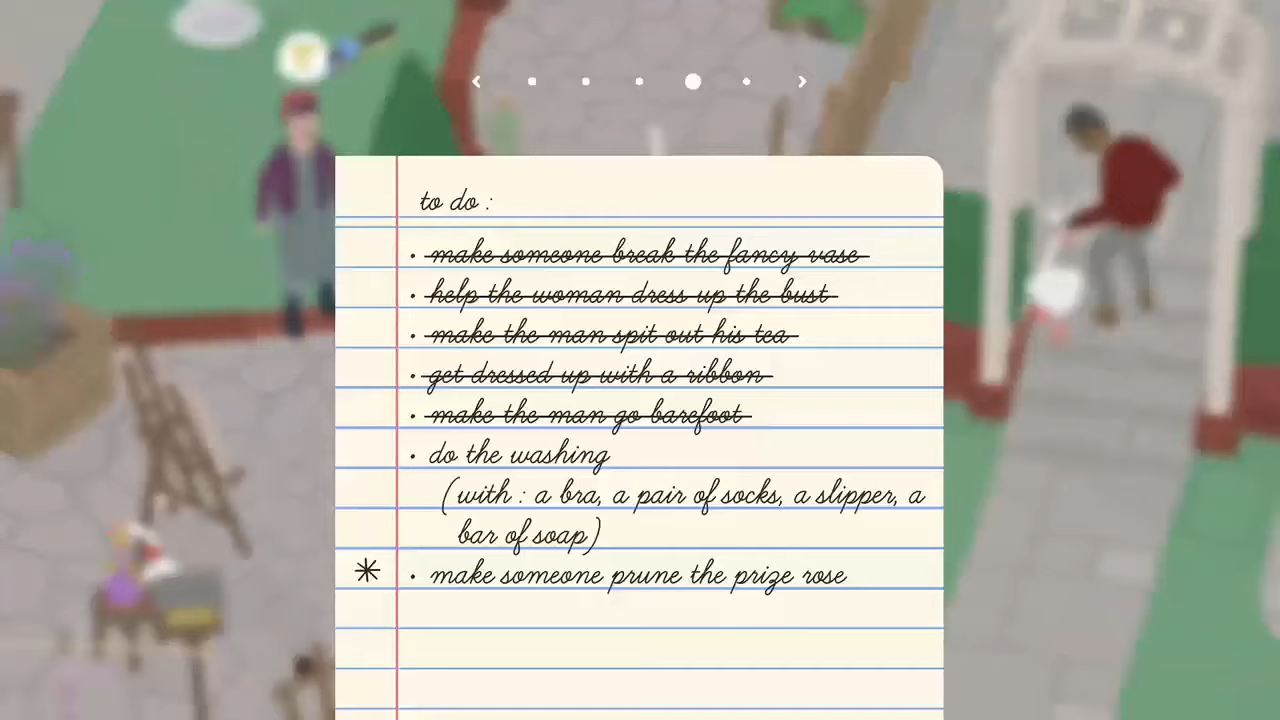 to do :
• make someone break the fancy vase
• help the woman dress up the bust
• make the man spit out his tea
• get dressed up with a ribbon
• make the man go barefoot
• do the washing
(with : a bra, a pair of socks, a slipper, a
bar of soap)
* • make someone prune the prize rose